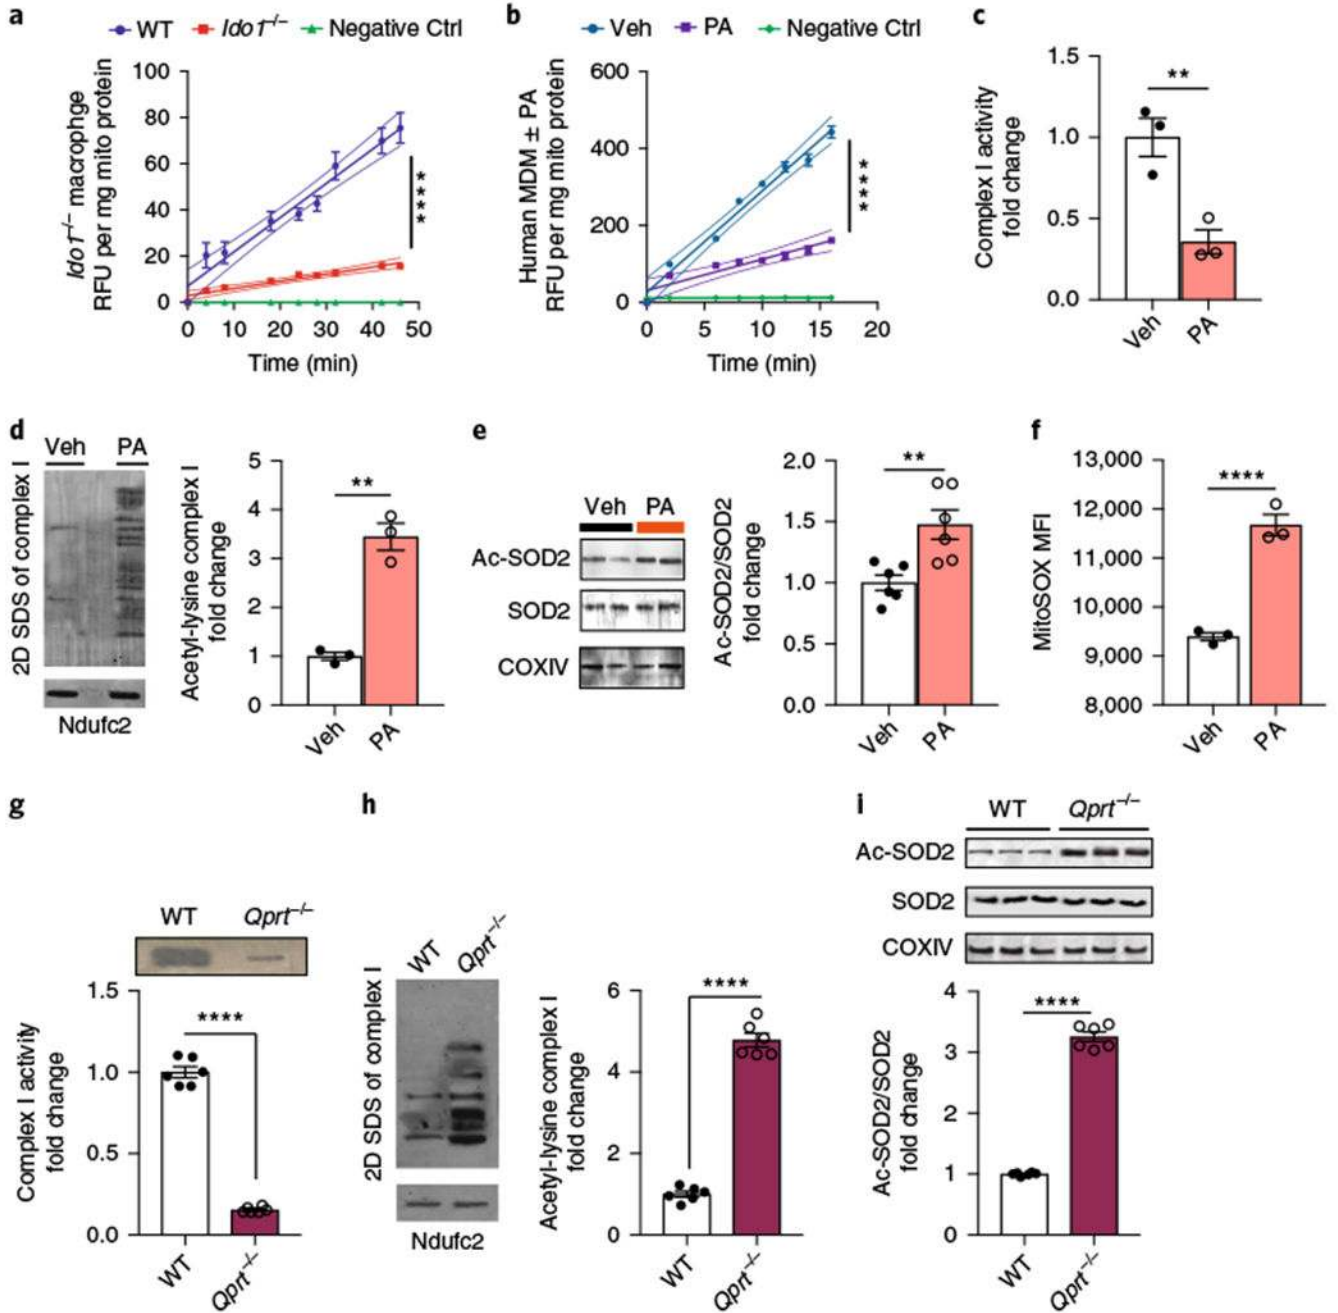 a
WT Ido1–/– Negative Ctrl
Ido1–/– macrophge
RFU per mg mito protein
100
80
60
40
20
0
0 10 20 30 40 50
Time (min)
****
b
Veh PA Negative Ctrl
Human MDM ± PA
RFU per mg mito protein
600
400
200
0
0 5 10 15 20
Time (min)
****
c
Complex I activity
fold change
1.5
1.0
0.5
0.0
**
Veh PA
d
Veh PA
2D SDS of complex I
Ndufc2
Acetyl-lysine complex I
fold change
5
4
3
2
1
0
**
Veh PA
e
Veh PA
Ac-SOD2
SOD2
COXIV
Ac-SOD2/SOD2
fold change
2.0
1.5
1.0
0.5
0.0
**
Veh PA
f
MitoSOX MFI
13,000
12,000
11,000
10,000
9,000
8,000
****
Veh PA
g
WT Qprt–/–
Complex I activity
fold change
1.5
1.0
0.5
0.0
****
WT Qprt–/–
h
WT Qprt–/–
2D SDS of complex I
Ndufc2
Acetyl-lysine complex I
fold change
6
4
2
0
****
WT Qprt–/–
i
WT Qprt–/–
Ac-SOD2
SOD2
COXIV
Ac-SOD2/SOD2
fold change
4
3
2
1
0
****
WT Qprt–/–